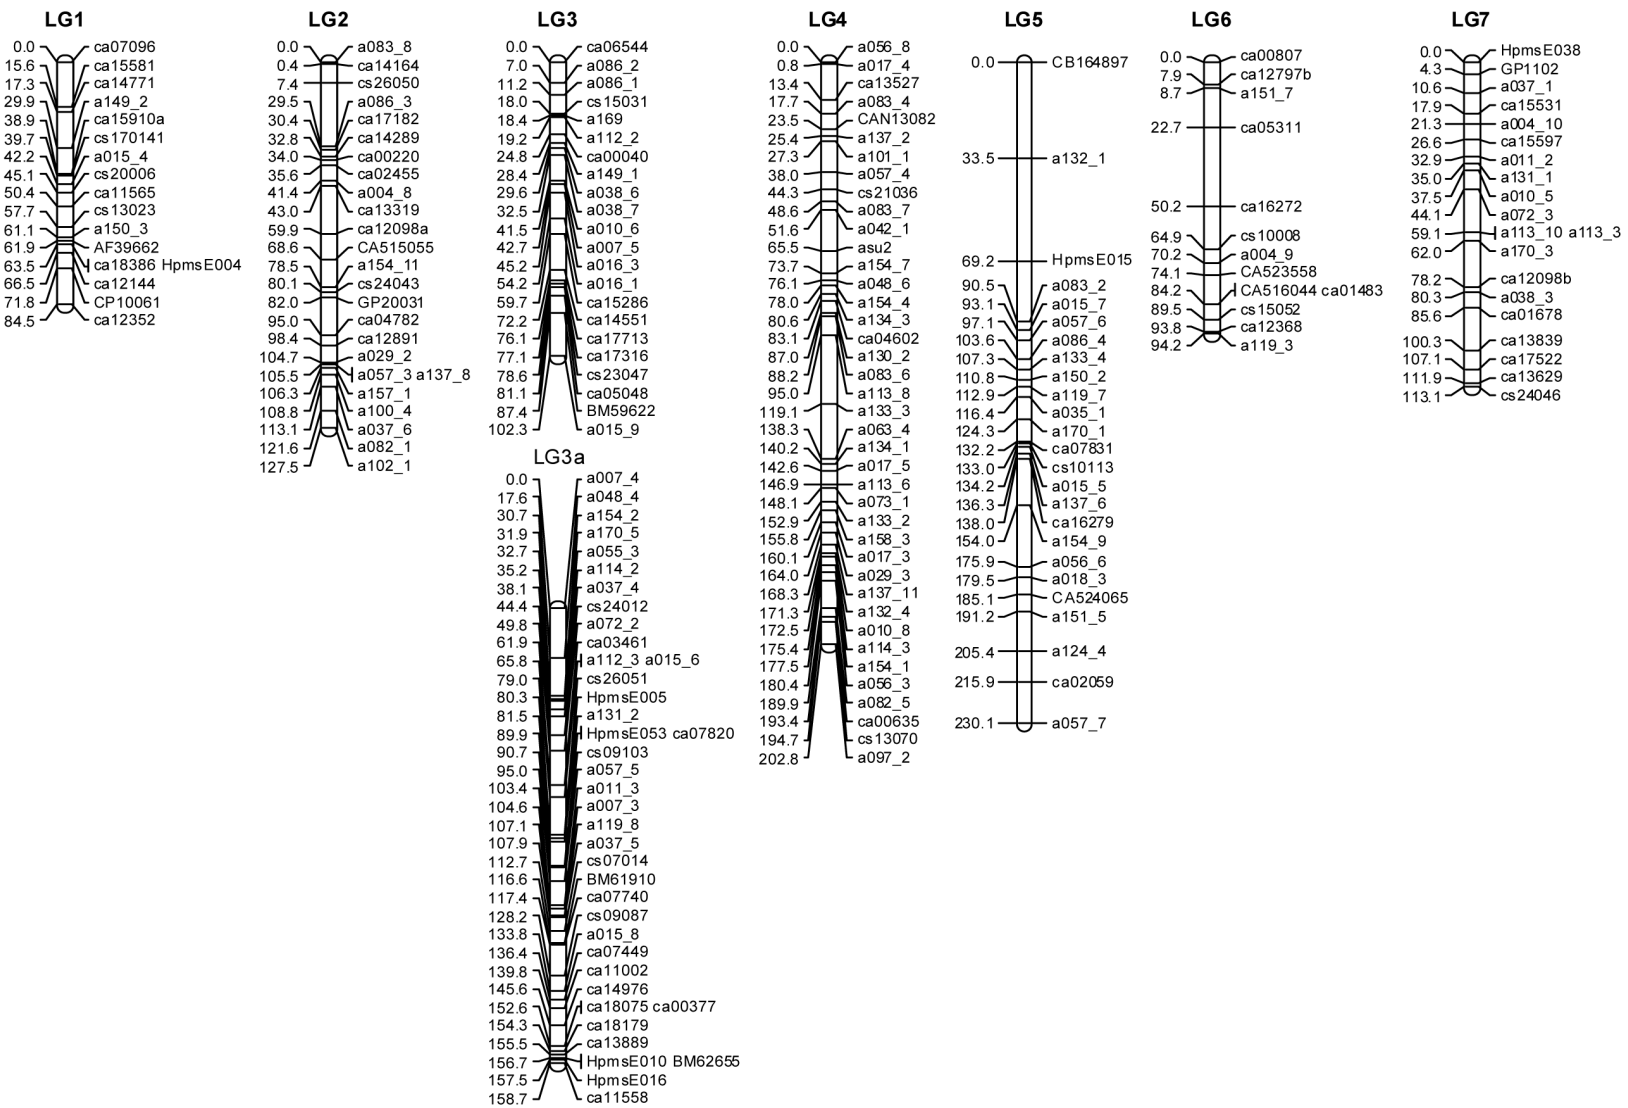 LG1
0.0 ca07096
15.6 ca15581
17.3 ca14771
29.9 a149_2
38.9 ca15910a
39.7 cs170141
42.2 a015_4
45.1 cs20006
50.4 ca11565
57.7 cs13023
61.1 a150_3
61.9 AF39662
63.5 ca18386 HpmsE004
66.5 ca12144
71.8 CP10061
84.5 ca12352
LG2
0.0 a083_8
0.4 ca14164
7.4 cs26050
29.5 a086_3
30.4 ca17182
32.8 ca14289
34.0 ca00220
35.6 ca02455
41.4 a004_8
43.0 ca13319
59.9 ca12098a
68.6 CA515055
78.5 a154_11
80.1 cs24043
82.0 GP20031
95.0 ca04782
98.4 ca12891
104.7 a029_2
105.5 a057_3 a137_8
106.3 a157_1
108.8 a100_4
113.1 a037_6
121.6 a082_1
127.5 a102_1
LG3
0.0 ca06544
7.0 a086_2
11.2 a086_1
18.0 cs15031
18.4 a169
19.2 a112_2
24.8 ca00040
28.4 a149_1
29.6 a038_6
32.5 a038_7
41.5 a010_6
42.7 a007_5
45.2 a016_3
54.2 a016_1
59.7 ca15286
72.2 ca14551
76.1 ca17713
77.1 ca17316
78.6 cs23047
81.1 ca05048
87.4 BM59622
102.3 a015_9
LG3a
0.0 a007_4
17.6 a048_4
30.7 a154_2
31.9 a170_5
32.7 a055_3
35.2 a114_2
38.1 a037_4
44.4 cs24012
49.8 a072_2
61.9 ca03461
65.8 a112_3 a015_6
79.0 cs26051
80.3 HpmsE005
81.5 a131_2
89.9 HpmsE053 ca07820
90.7 cs09103
95.0 a057_5
103.4 a011_3
104.6 a007_3
107.1 a119_8
107.9 a037_5
112.7 cs07014
116.6 BM61910
117.4 ca07740
128.2 cs09087
133.8 a015_8
136.4 ca07449
139.8 ca11002
145.6 ca14976
152.6 ca18075 ca00377
154.3 ca18179
155.5 ca13889
156.7 HpmsE010 BM62655
157.5 HpmsE016
158.7 ca11558
LG4
0.0 a056_8
0.8 a017_4
13.4 ca13527
17.7 a083_4
23.5 CAN13082
25.4 a137_2
27.3 a101_1
38.0 a057_4
44.3 cs21036
48.6 a083_7
51.6 a042_1
65.5 asu2
73.7 a154_7
76.1 a048_6
78.0 a154_4
80.6 a134_3
83.1 ca04602
87.0 a130_2
88.2 a083_6
95.0 a113_8
119.1 a133_3
138.3 a063_4
140.2 a134_1
142.6 a017_5
146.9 a113_6
148.1 a073_1
152.9 a133_2
155.8 a158_3
160.1 a017_3
164.0 a029_3
168.3 a137_11
171.3 a132_4
172.5 a010_8
175.4 a114_3
177.5 a154_1
180.4 a056_3
189.9 a082_5
193.4 ca00635
194.7 cs13070
202.8 a097_2
LG5
0.0 CB164897
33.5 a132_1
69.2 HpmsE015
90.5 a083_2
93.1 a015_7
97.1 a057_6
103.6 a086_4
107.3 a133_4
110.8 a150_2
112.9 a119_7
116.4 a035_1
124.3 a170_1
132.2 ca07831
133.0 cs10113
134.2 a015_5
136.3 a137_6
138.0 ca16279
154.0 a154_9
175.9 a056_6
179.5 a018_3
185.1 CA524065
191.2 a151_5
205.4 a124_4
215.9 ca02059
230.1 a057_7
LG6
0.0 ca00807
7.9 ca12797b
8.7 a151_7
22.7 ca05311
50.2 ca16272
64.9 cs10008
70.2 a004_9
74.1 CA523558
84.2 CA516044 ca01483
89.5 cs15052
93.8 ca12368
94.2 a119_3
LG7
0.0 HpmsE038
4.3 GP1102
10.6 a037_1
17.9 ca15531
21.3 a004_10
26.6 ca15597
32.9 a011_2
35.0 a131_1
37.5 a010_5
44.1 a072_3
59.1 a113_10 a113_3
62.0 a170_3
78.2 ca12098b
80.3 a038_3
85.6 ca01678
100.3 ca13839
107.1 ca17522
111.9 ca13629
113.1 cs24046